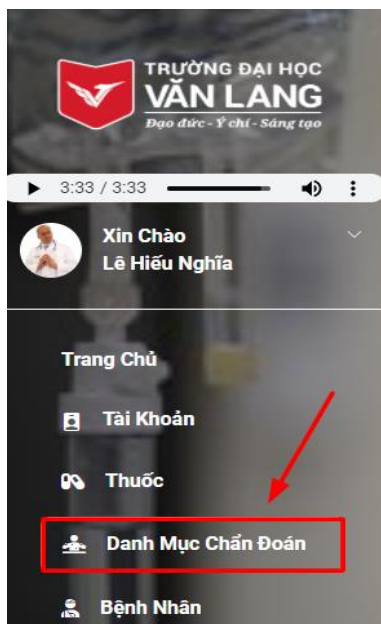 TRƯỜNG ĐẠI HỌC
VĂN LANG
Đạo đức - Ý chí - Sáng tạo
3:33 / 3:33
Xin Chào
Lê Hiếu Nghĩa
Trang Chủ
Tài Khoản
Thuốc
Danh Mục Chẩn Đoán
Bệnh Nhân